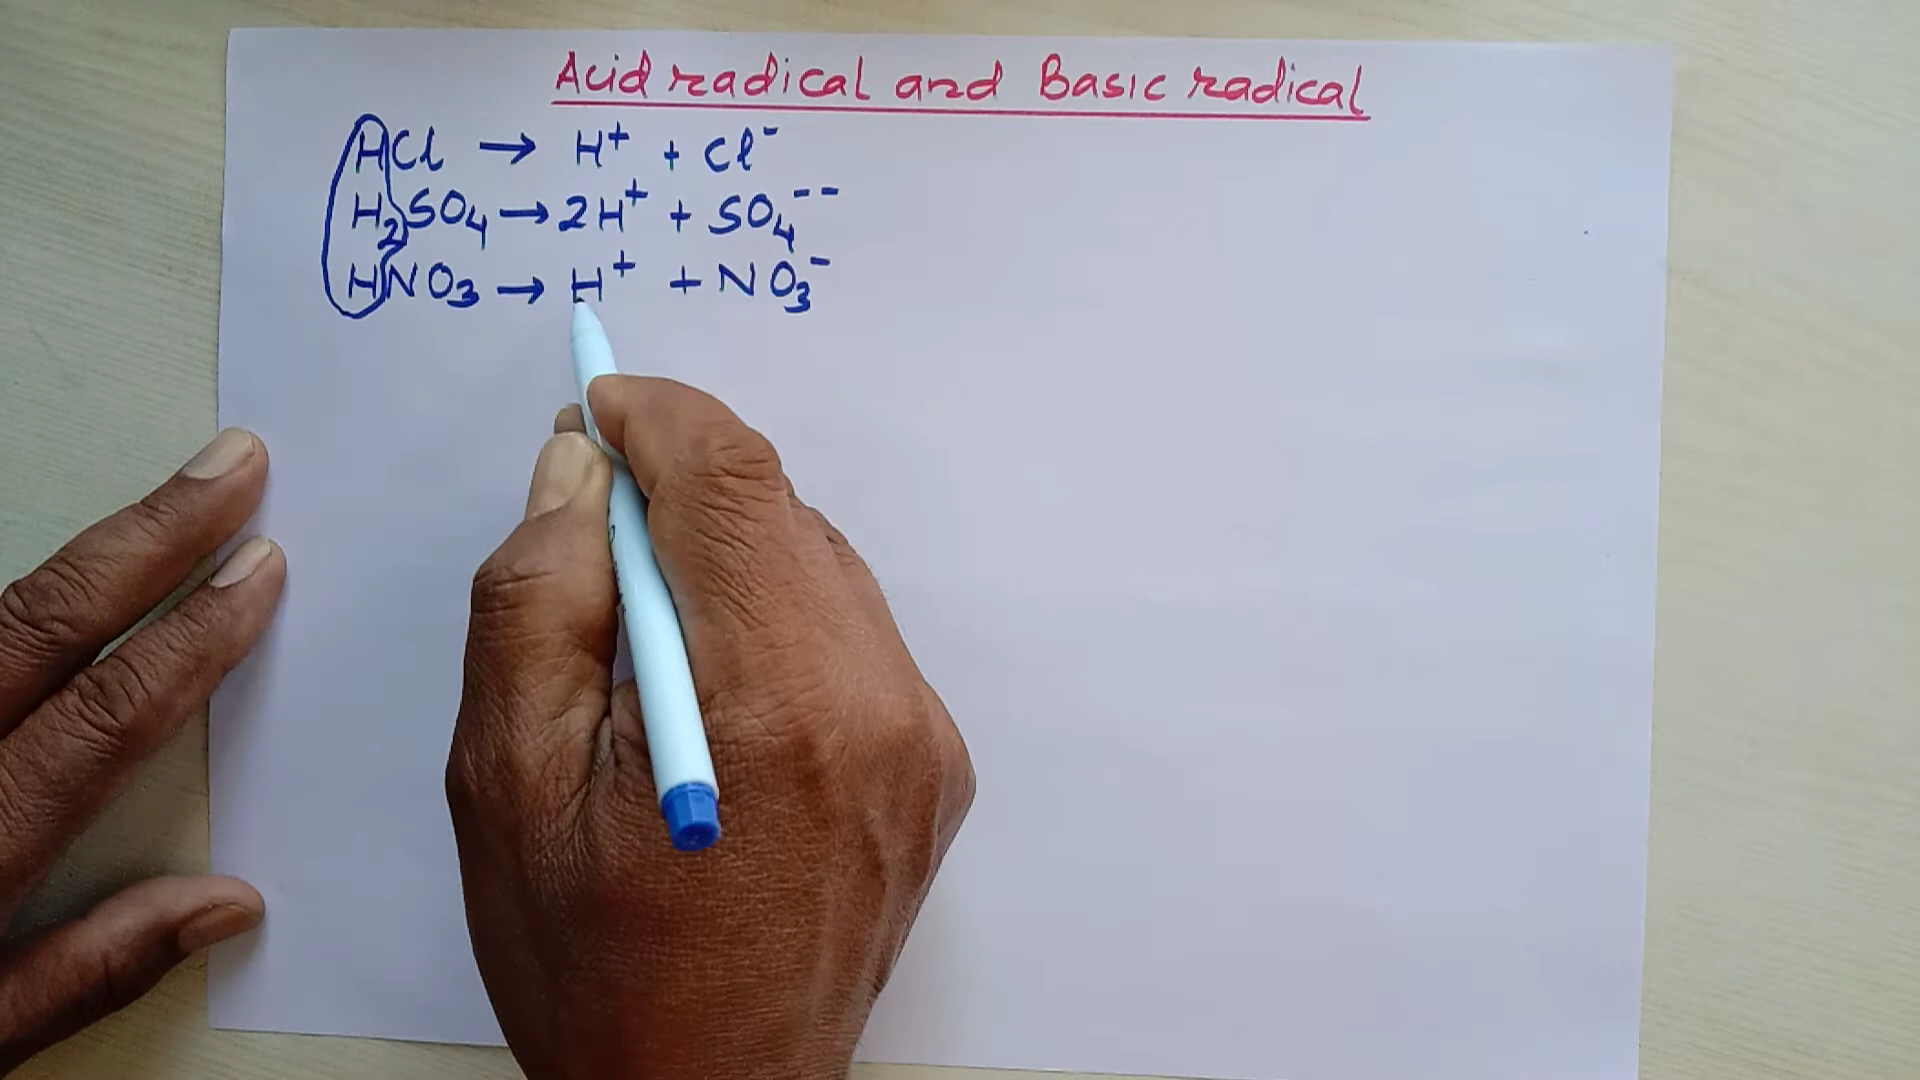 Acid radical and Basic radical
HCl → H⁺ + Cl⁻
H₂SO₄ → 2H⁺ + SO₄⁻⁻
HNO₃ → H⁺ + NO₃⁻